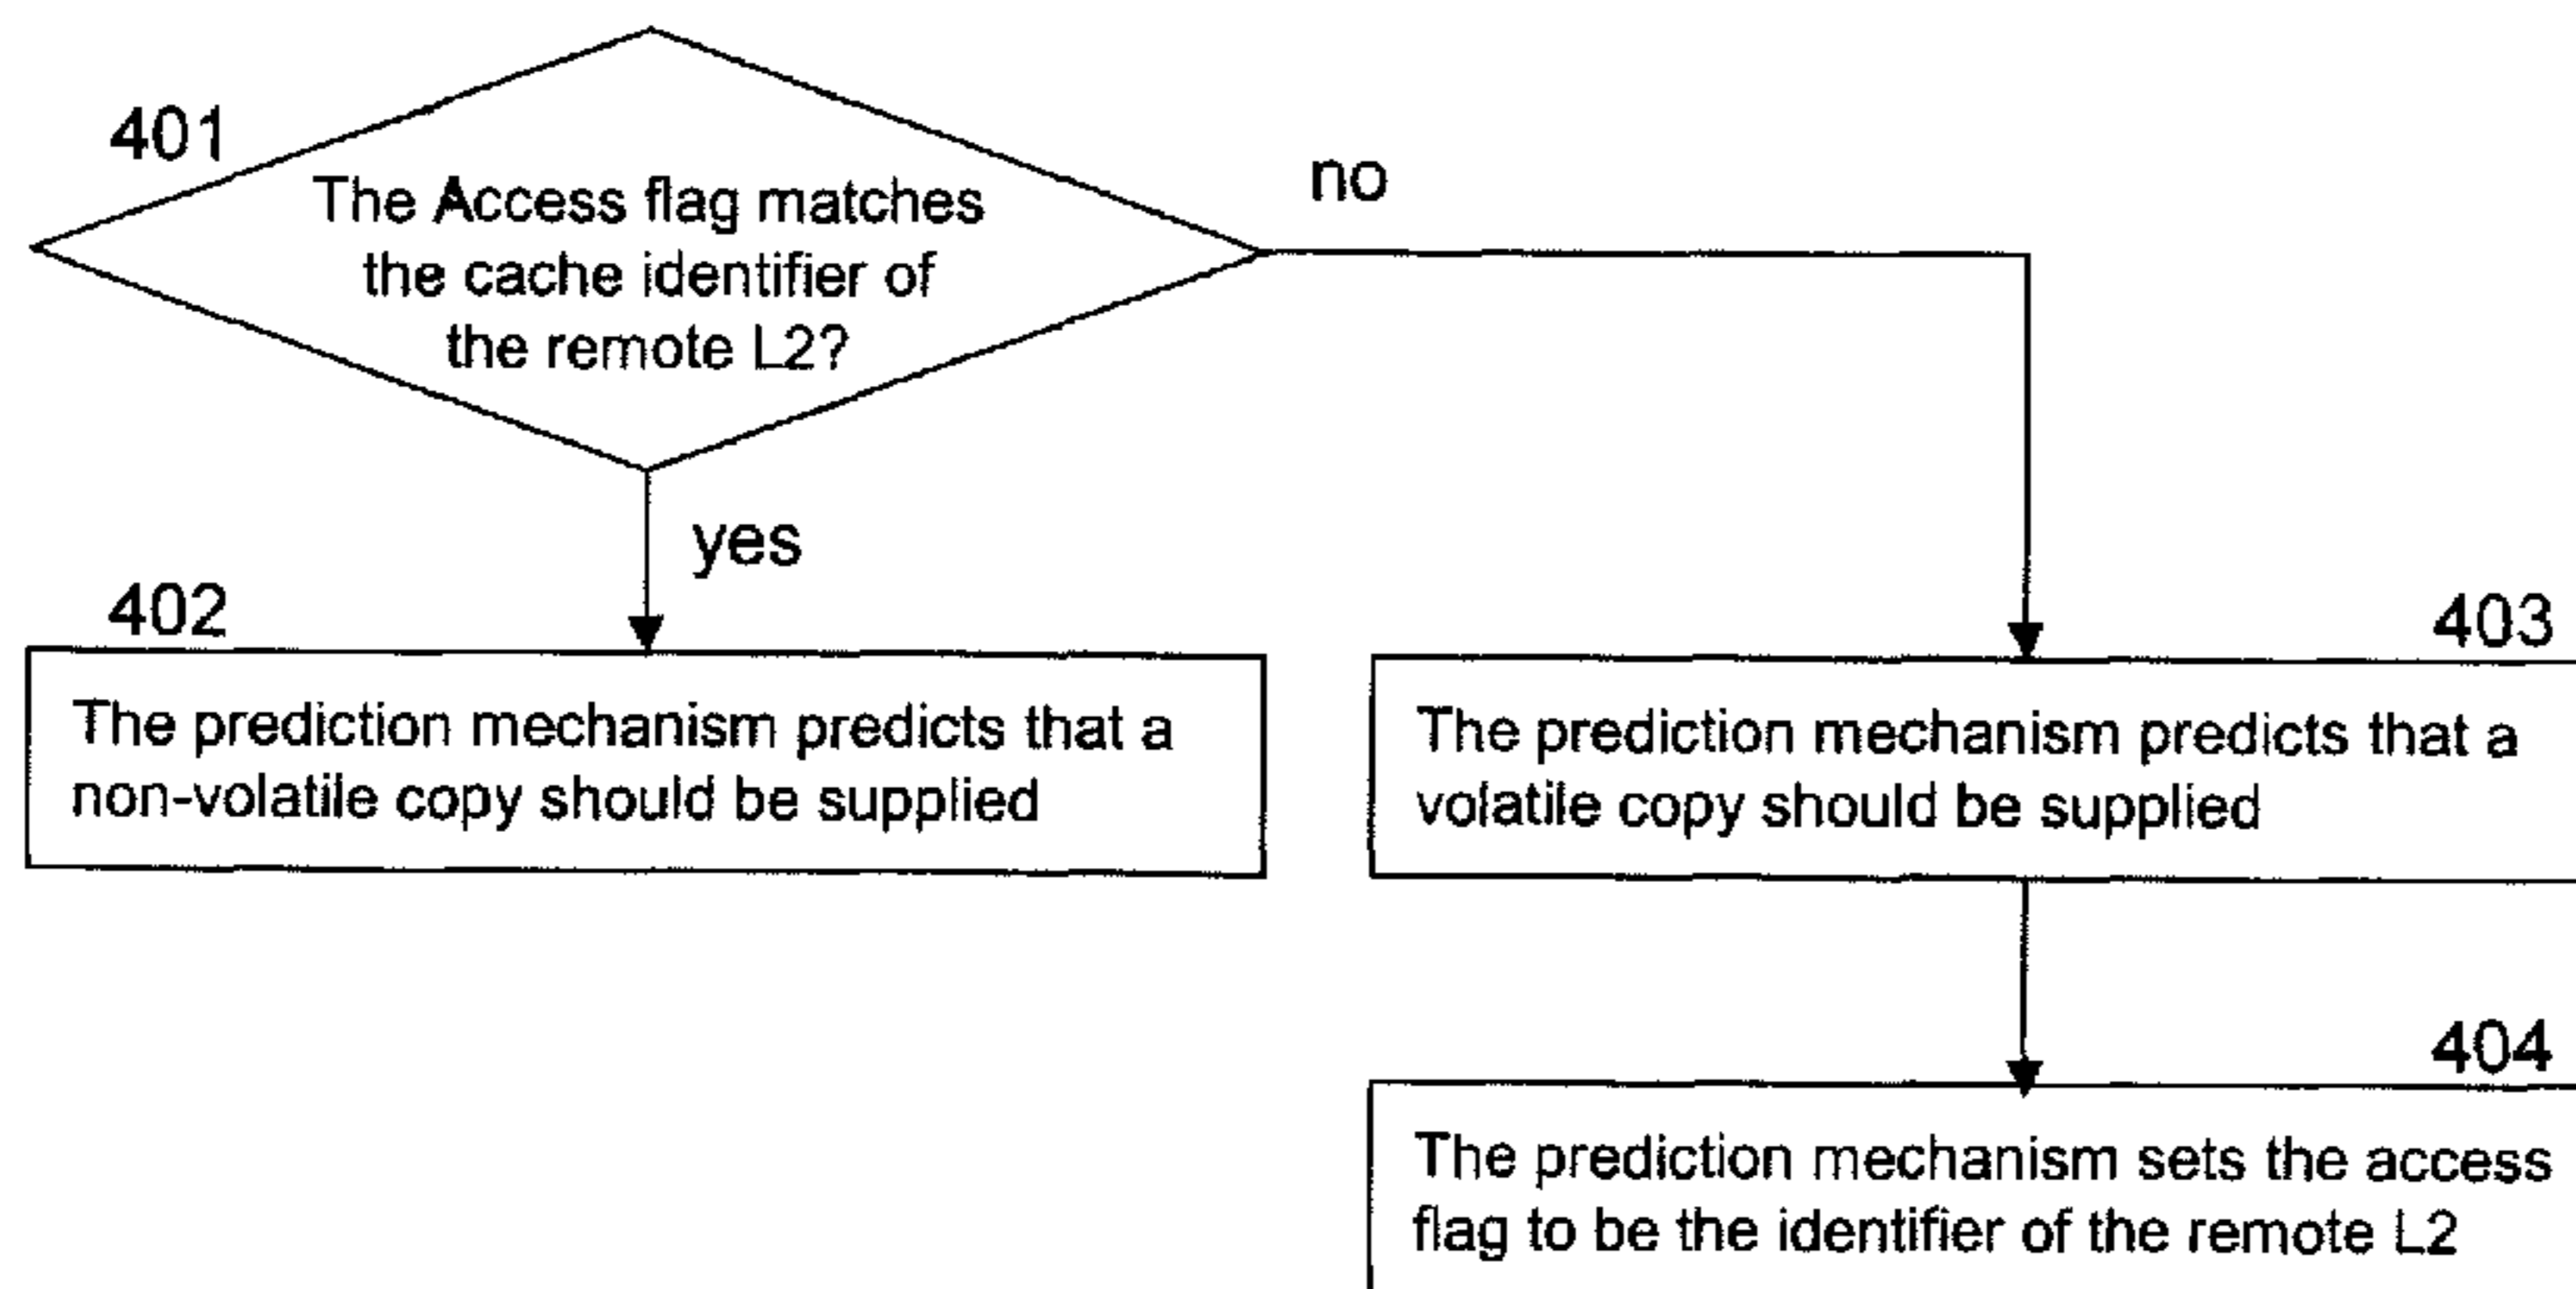 401
The Access flag matches
the cache identifier of
the remote L2?
no
yes
402
The prediction mechanism predicts that a
non-volatile copy should be supplied
403
The prediction mechanism predicts that a
volatile copy should be supplied
404
The prediction mechanism sets the access
flag to be the identifier of the remote L2